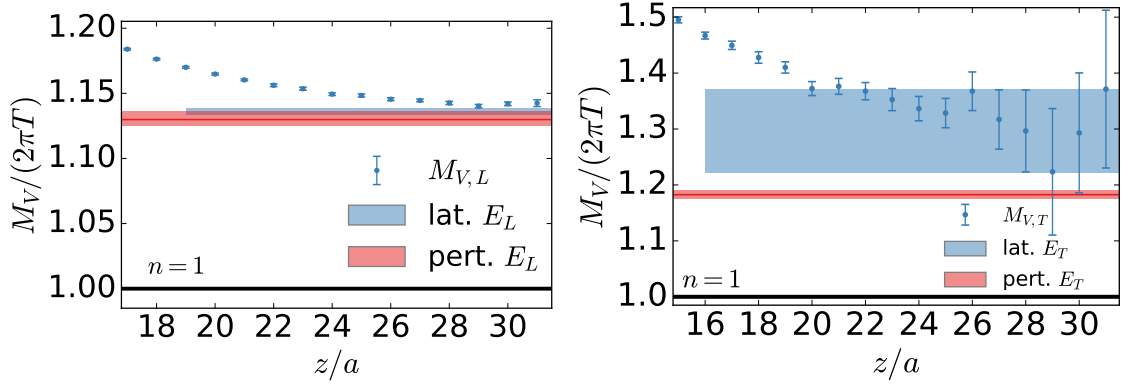 1.20
1.15
1.10
1.05
1.00
M_V/(2πT)
M_{V,L}
lat. E_L
pert. E_L
n = 1
18 20 22 24 26 28 30
z/a
1.5
1.4
1.3
1.2
1.1
1.0
M_V/(2πT)
M_{V,T}
lat. E_T
pert. E_T
n = 1
16 18 20 22 24 26 28 30
z/a